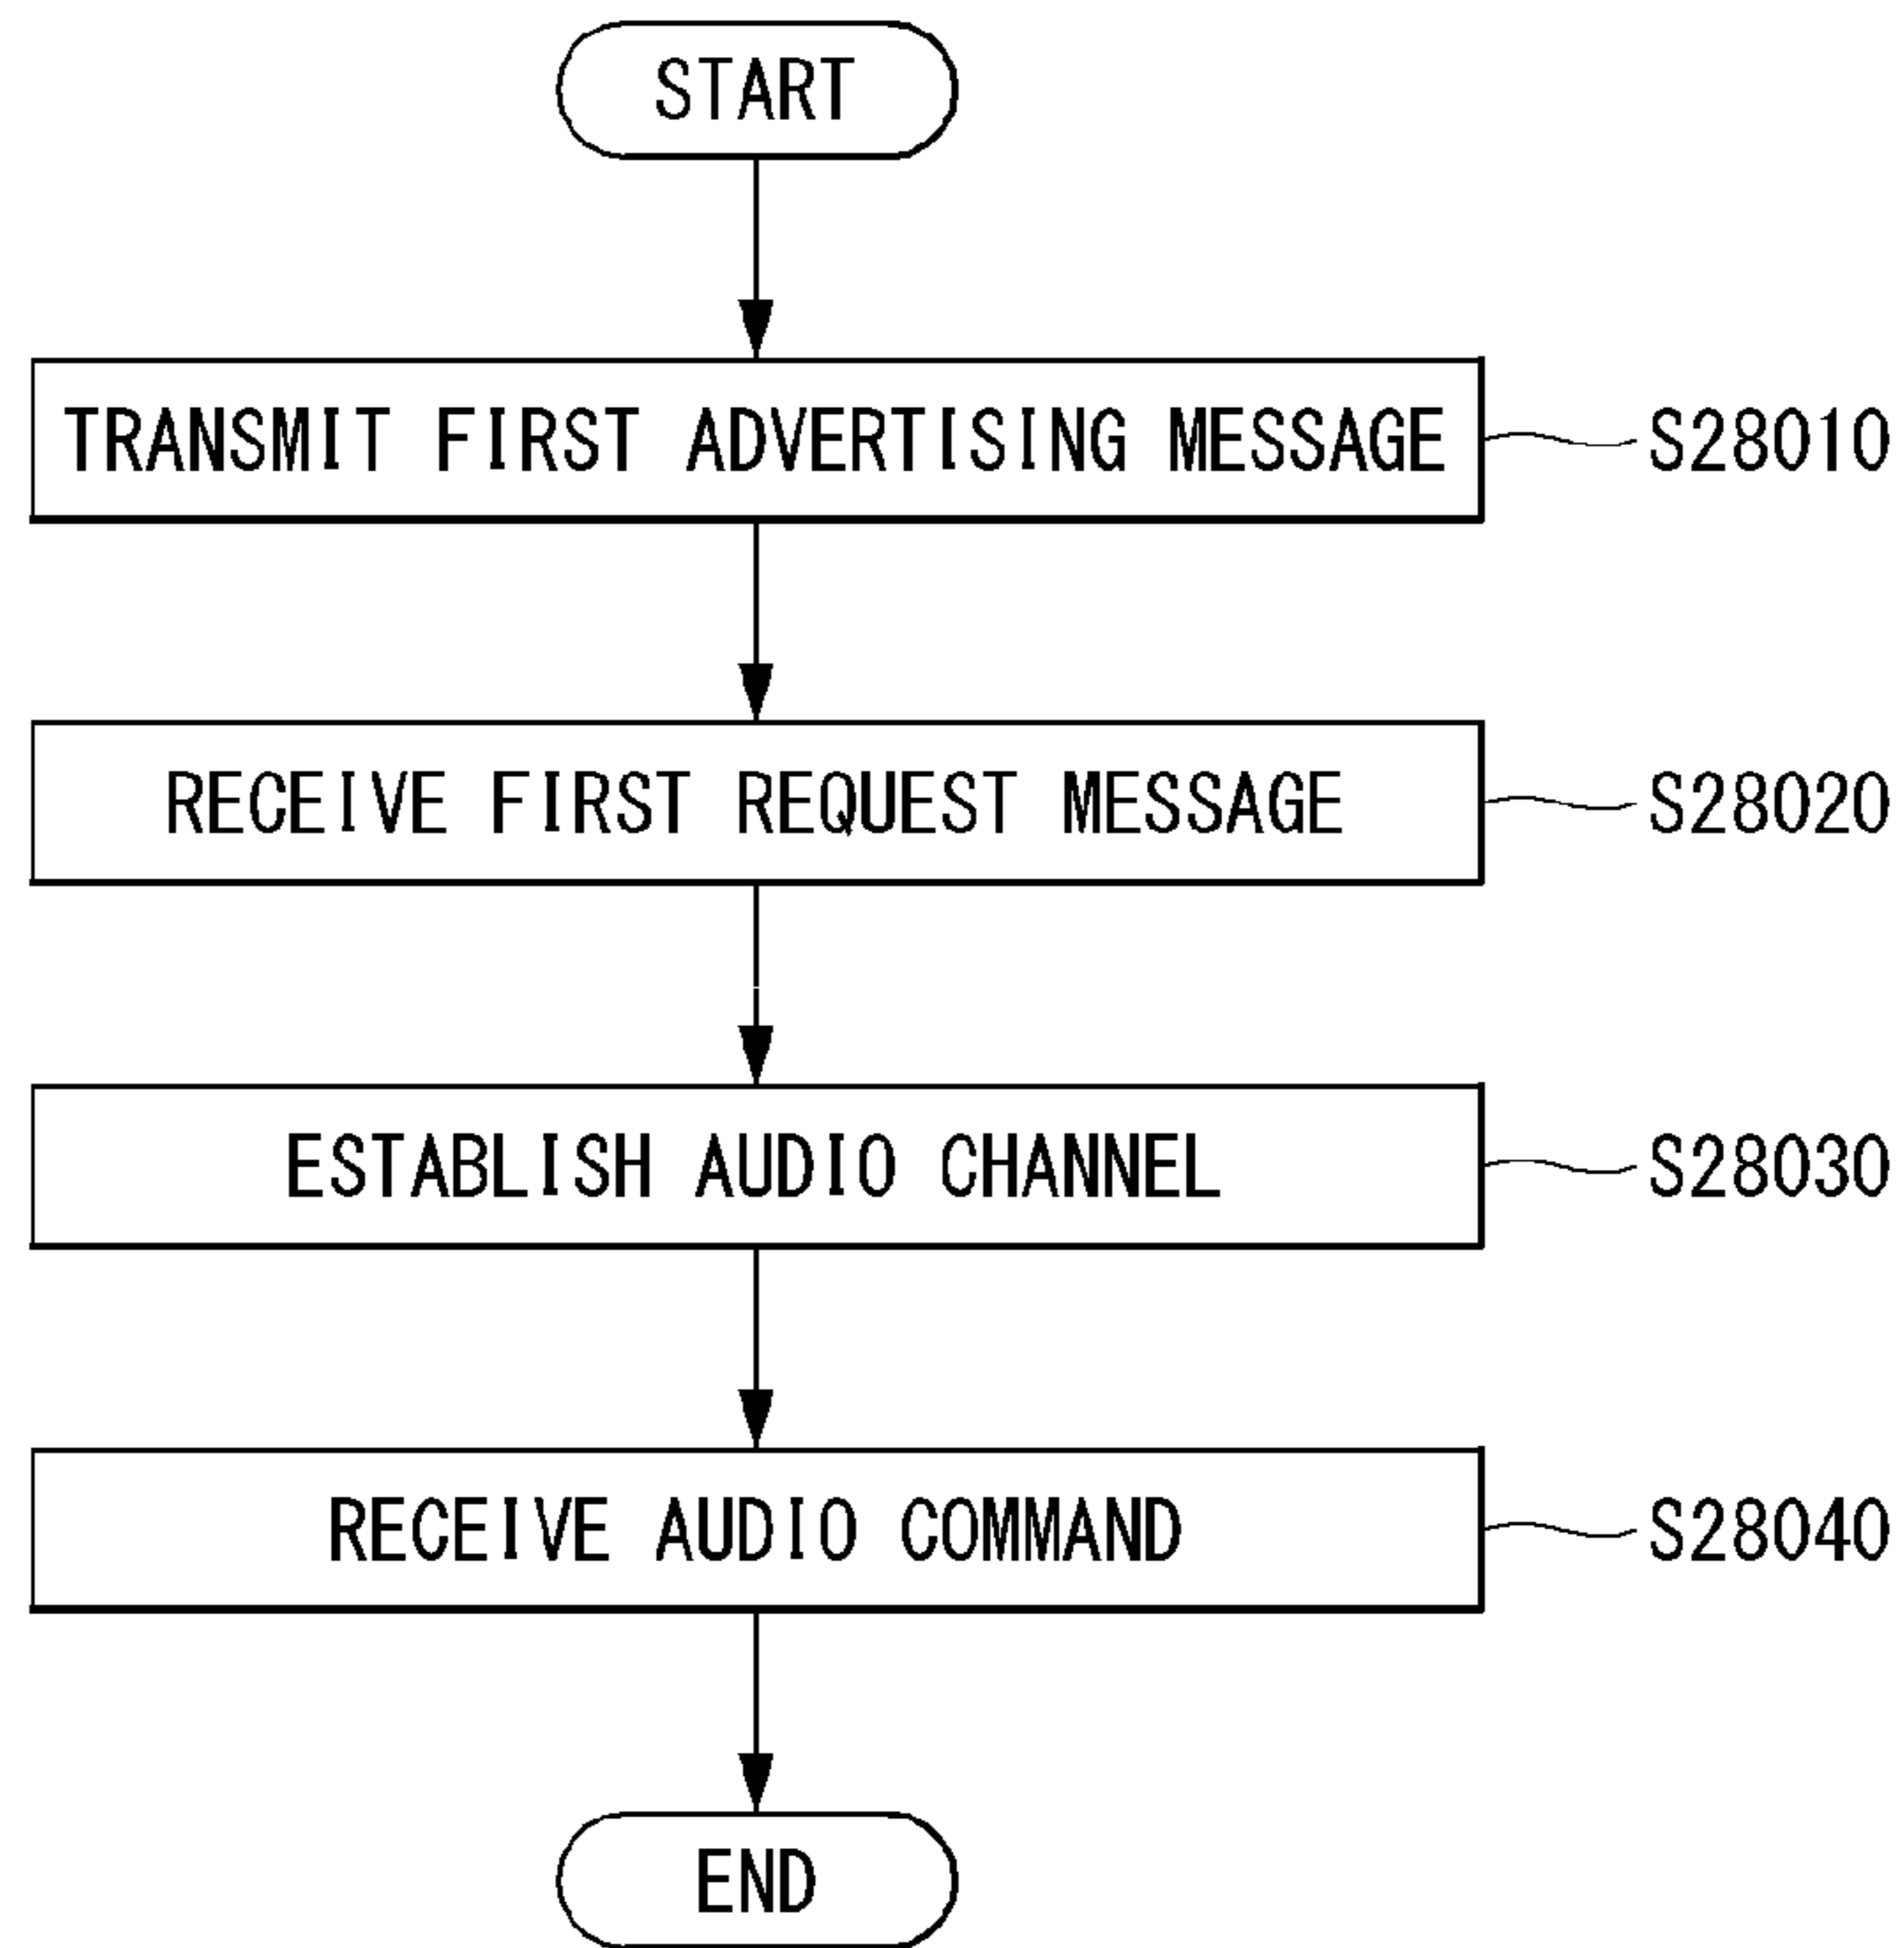 START
TRANSMIT FIRST ADVERTISING MESSAGE S28010
RECEIVE FIRST REQUEST MESSAGE S28020
ESTABLISH AUDIO CHANNEL S28030
RECEIVE AUDIO COMMAND S28040
END